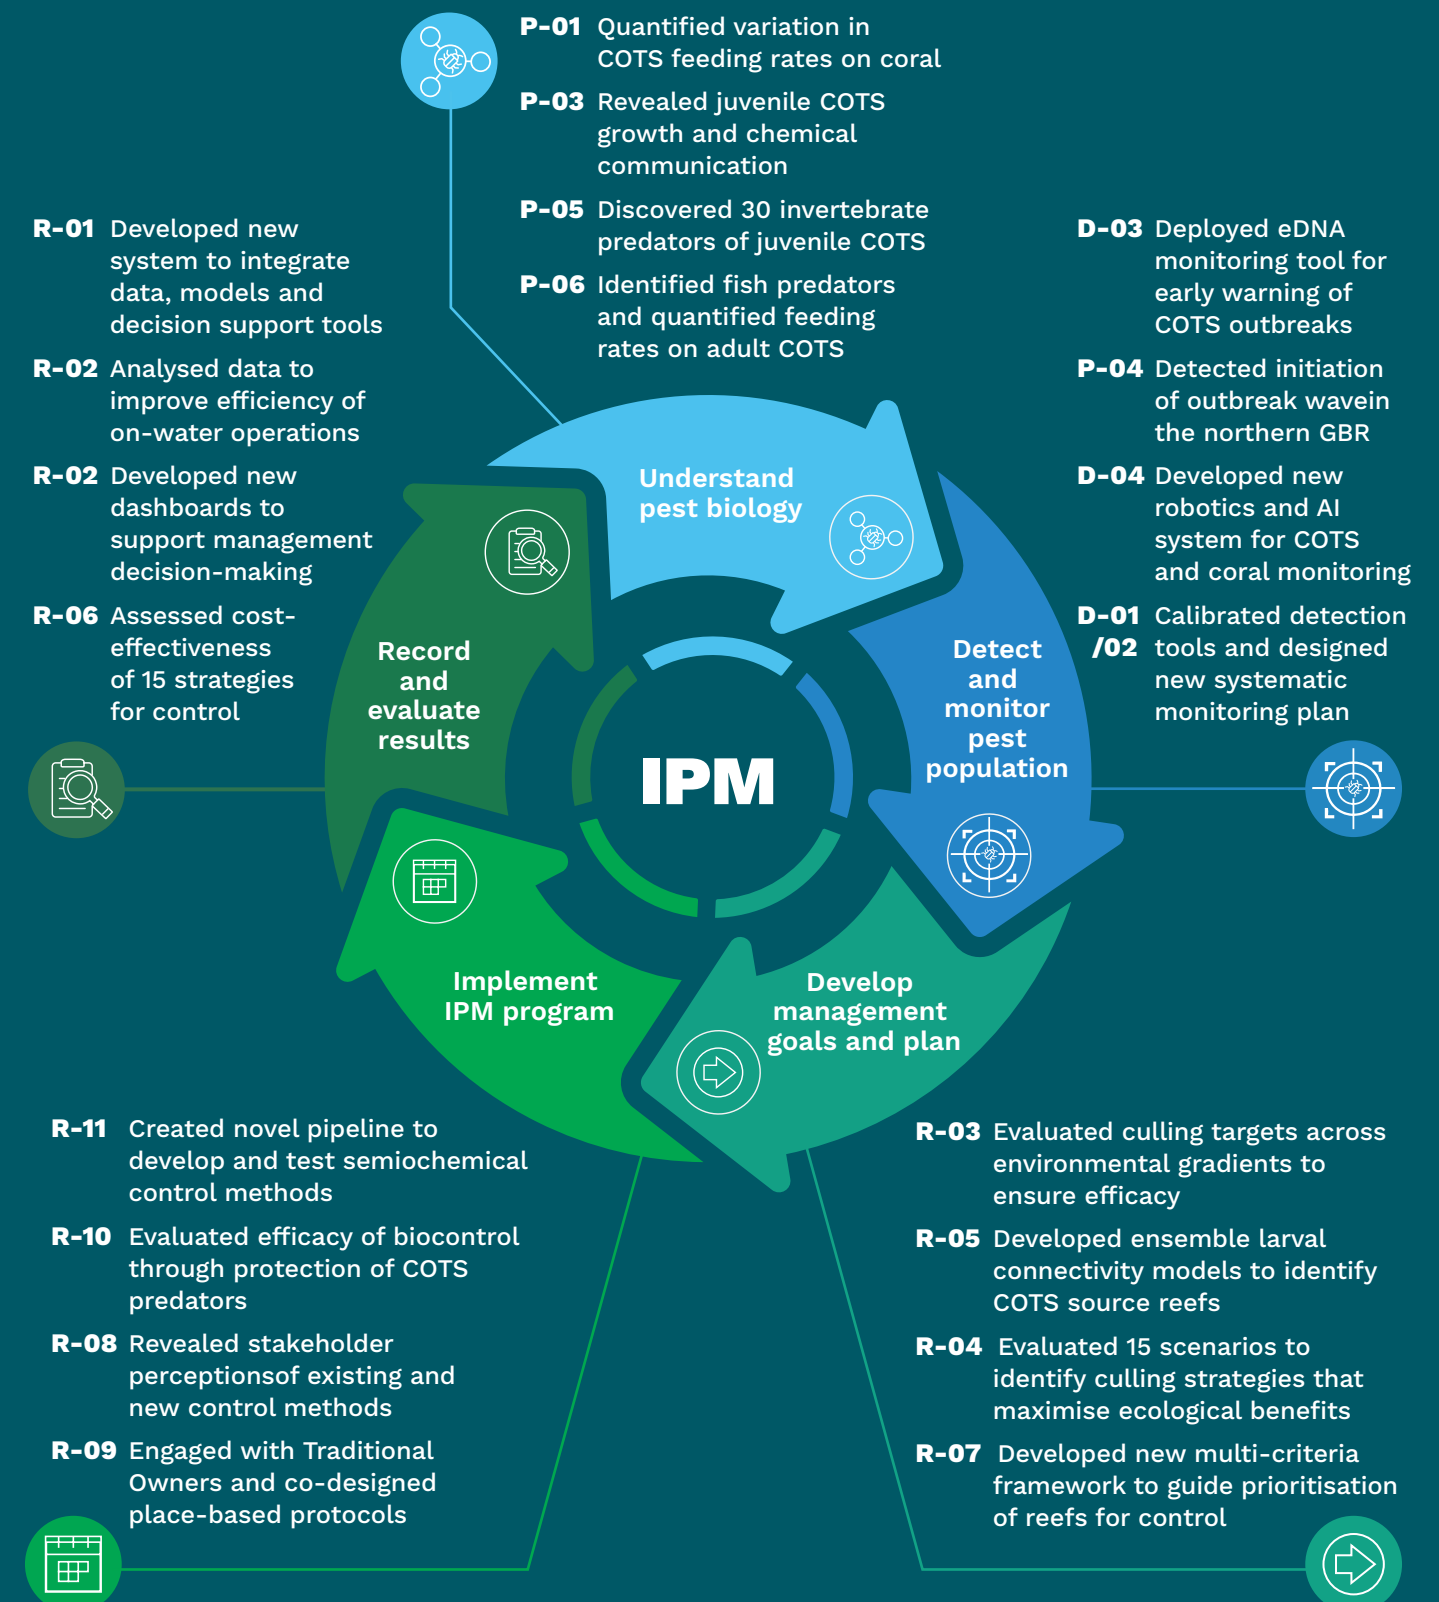 P-01 Quantified variation in
COTS feeding rates on coral
P-03 Revealed juvenile COTS
growth and chemical
communication
P-05 Discovered 30 invertebrate
predators of juvenile COTS
P-06 Identified fish predators
and quantified feeding
rates on adult COTS
R-01 Developed new
system to integrate
data, models and
decision support tools
R-02 Analysed data to
improve efficiency of
on-water operations
R-02 Developed new
dashboards to
support management
decision-making
R-06 Assessed cost-
effectiveness
of 15 strategies
for control
D-03 Deployed eDNA
monitoring tool for
early warning of
COTS outbreaks
P-04 Detected initiation
of outbreak wavein
the northern GBR
D-04 Developed new
robotics and AI
system for COTS
and coral monitoring
D-01 Calibrated detection
/02 tools and designed
new systematic
monitoring plan
Understand
pest biology
Detect
and
monitor
pest
population
Record
and
evaluate
results
IPM
Implement
IPM program
Develop
management
goals and plan
R-11 Created novel pipeline to
develop and test semiochemical
control methods
R-10 Evaluated efficacy of biocontrol
through protection of COTS
predators
R-08 Revealed stakeholder
perceptionsof existing and
new control methods
R-09 Engaged with Traditional
Owners and co-designed
place-based protocols
R-03 Evaluated culling targets across
environmental gradients to
ensure efficacy
R-05 Developed ensemble larval
connectivity models to identify
COTS source reefs
R-04 Evaluated 15 scenarios to
identify culling strategies that
maximise ecological benefits
R-07 Developed new multi-criteria
framework to guide prioritisation
of reefs for control